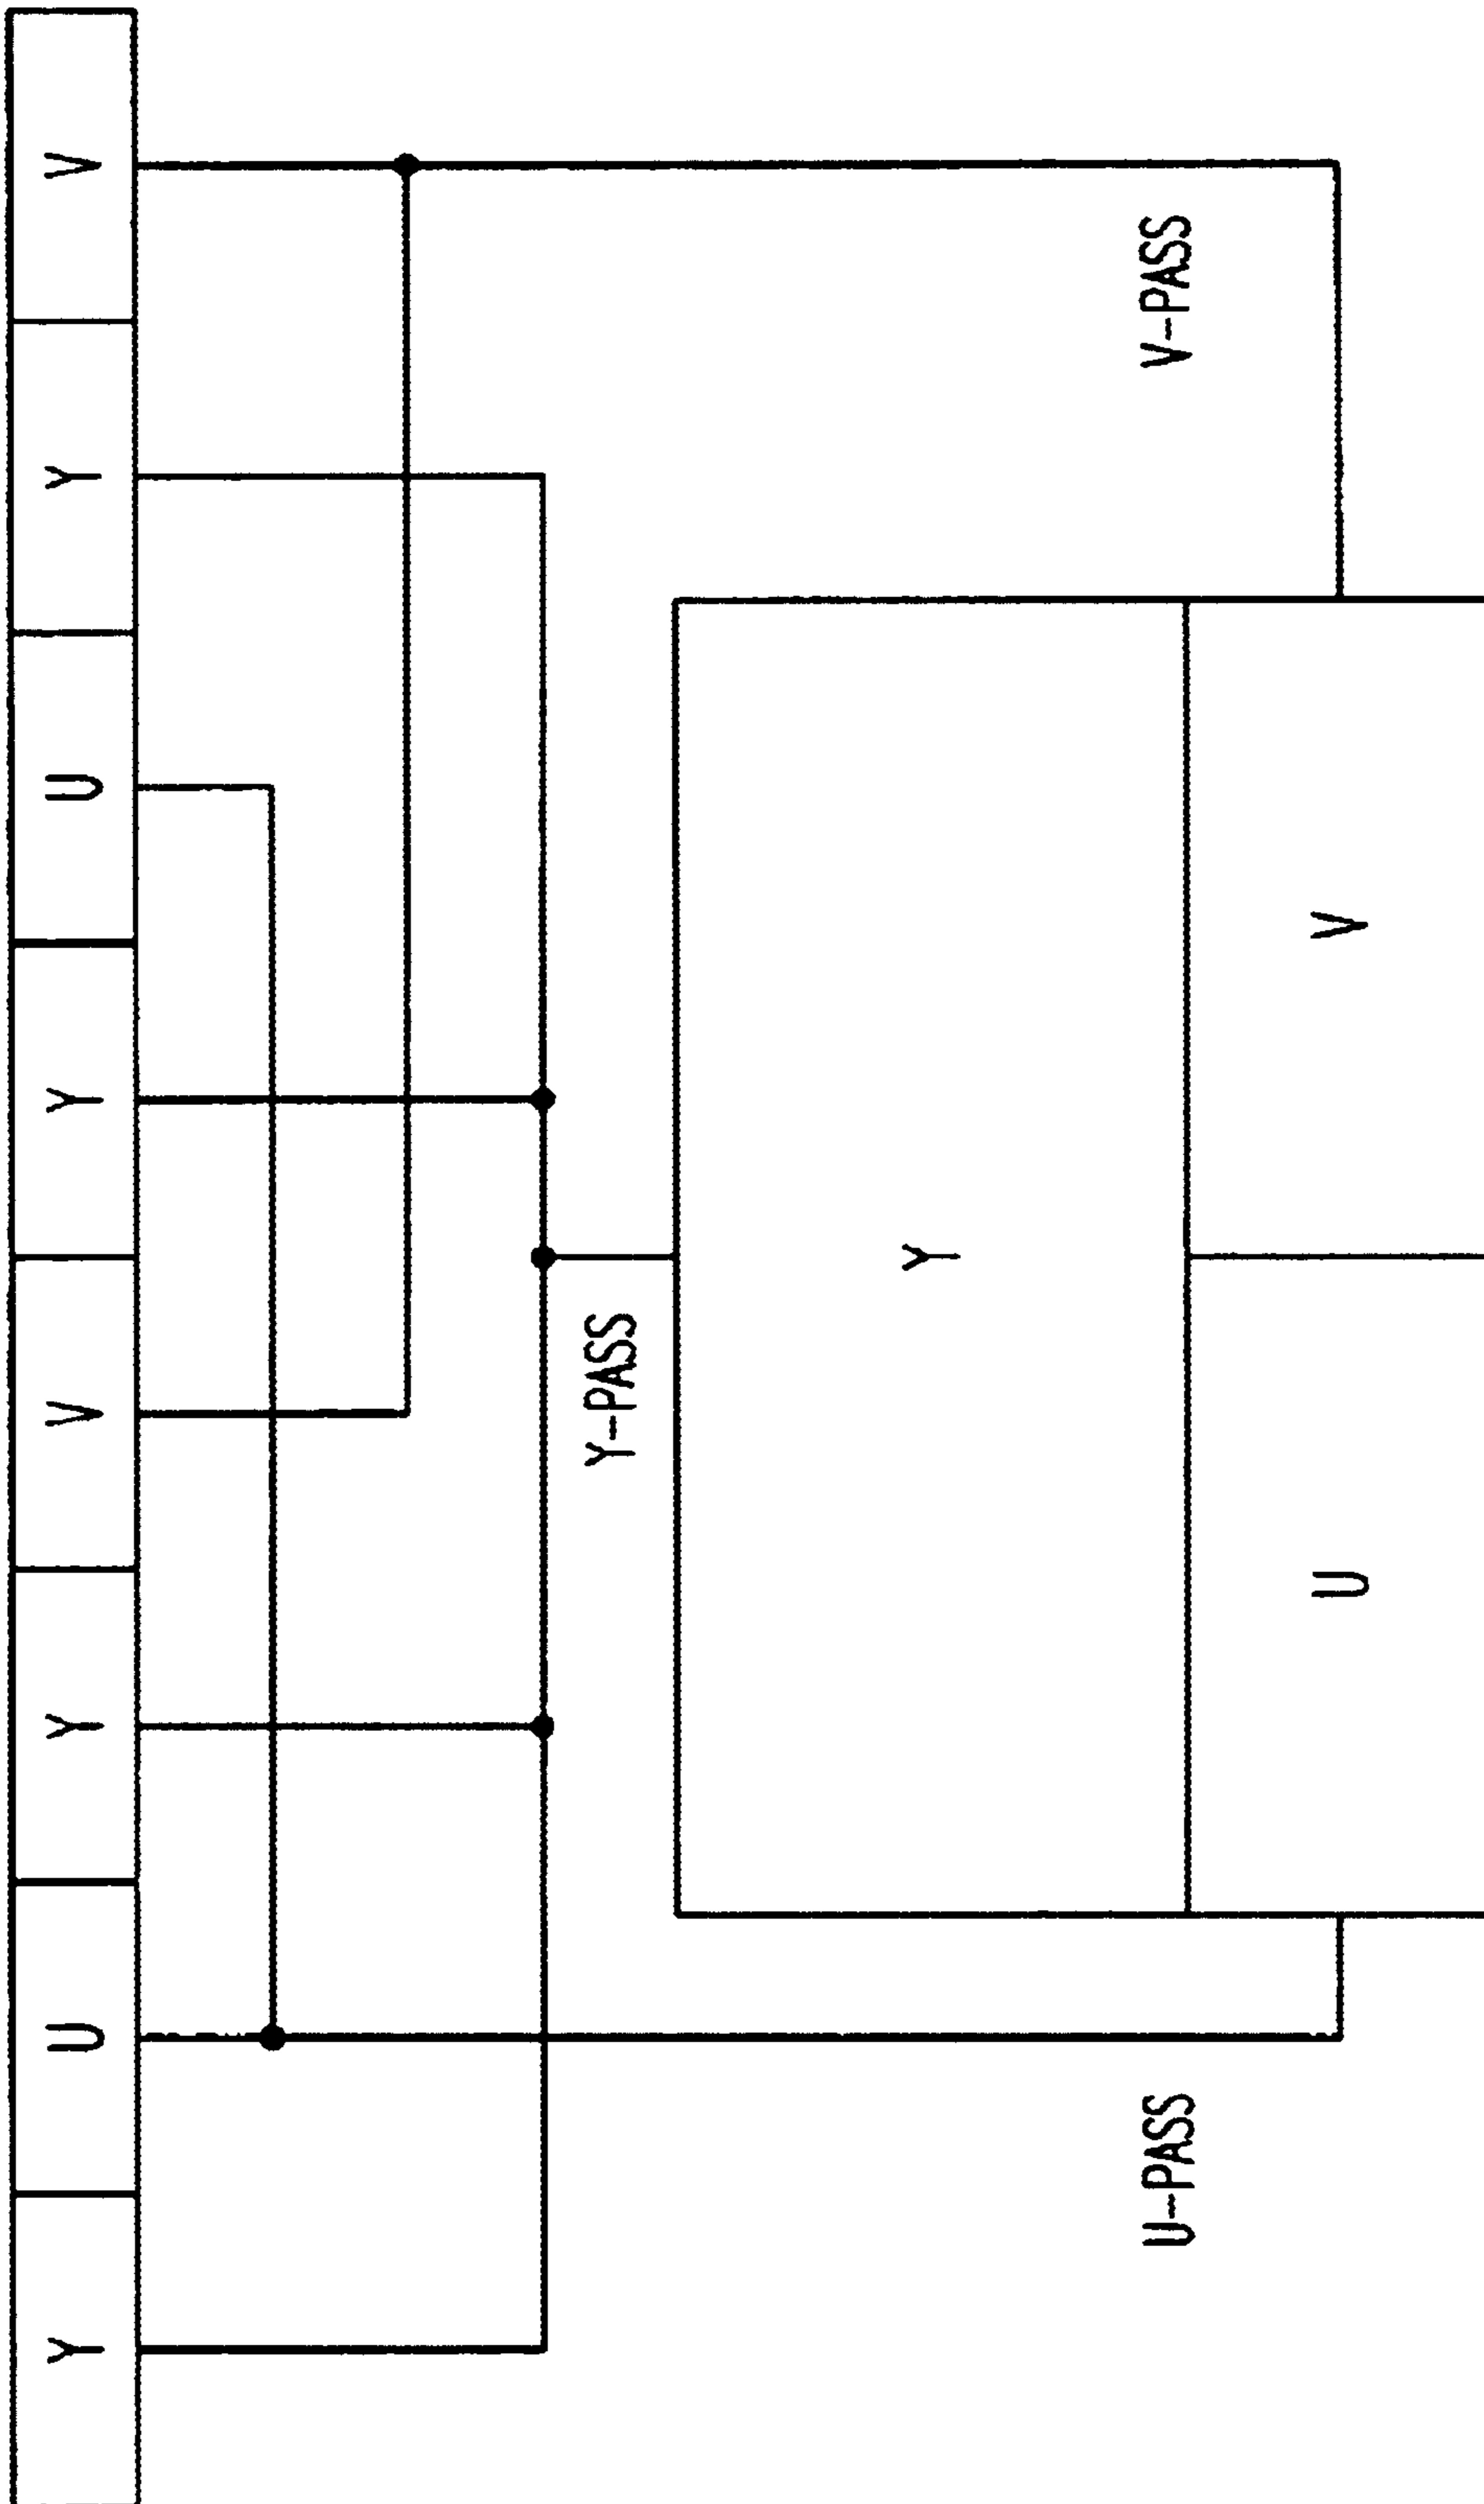 Y U Y V Y U Y V
Y-PASS
Y
U-PASS
V-PASS
U V